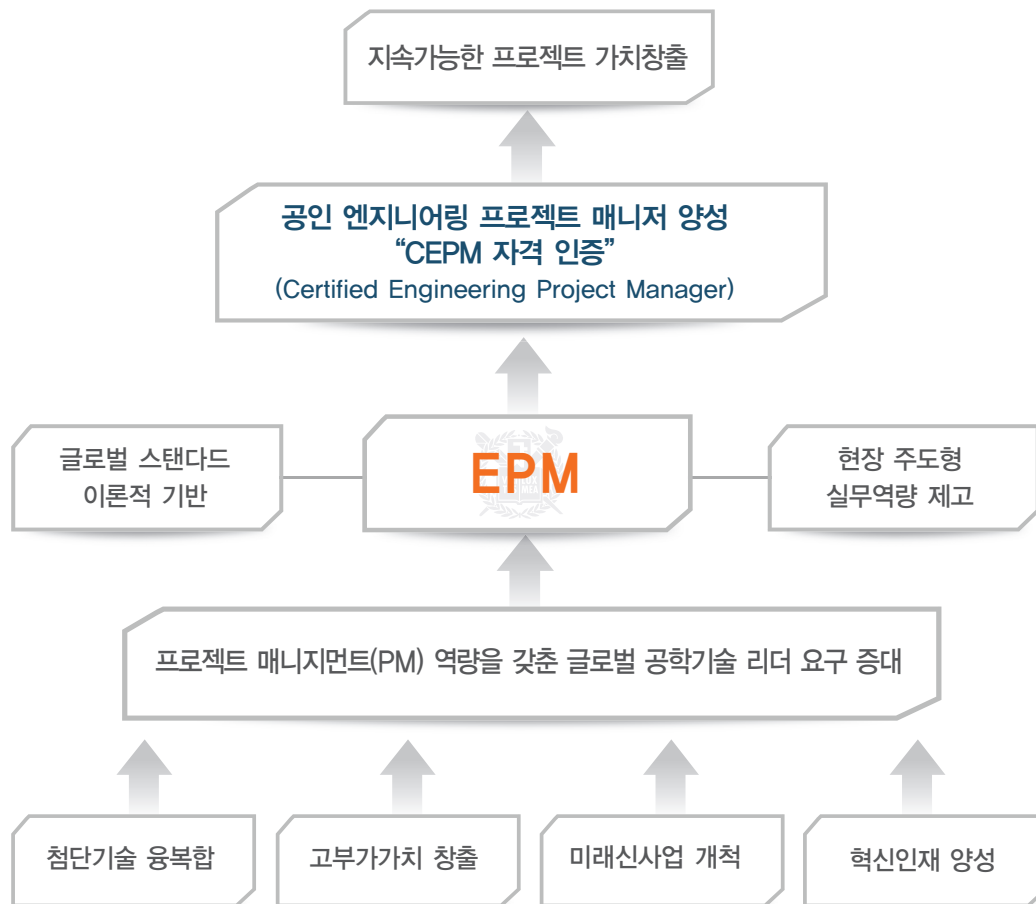 지속가능한 프로젝트 가치창출
공인 엔지니어링 프로젝트 매니저 양성
“CEPM 자격 인증”
(Certified Engineering Project Manager)
글로벌 스탠다드
이론적 기반
EPM
현장 주도형
실무역량 제고
프로젝트 매니지먼트(PM) 역량을 갖춘 글로벌 공학기술 리더 요구 증대
첨단기술 융복합
고부가가치 창출
미래신사업 개척
혁신인재 양성